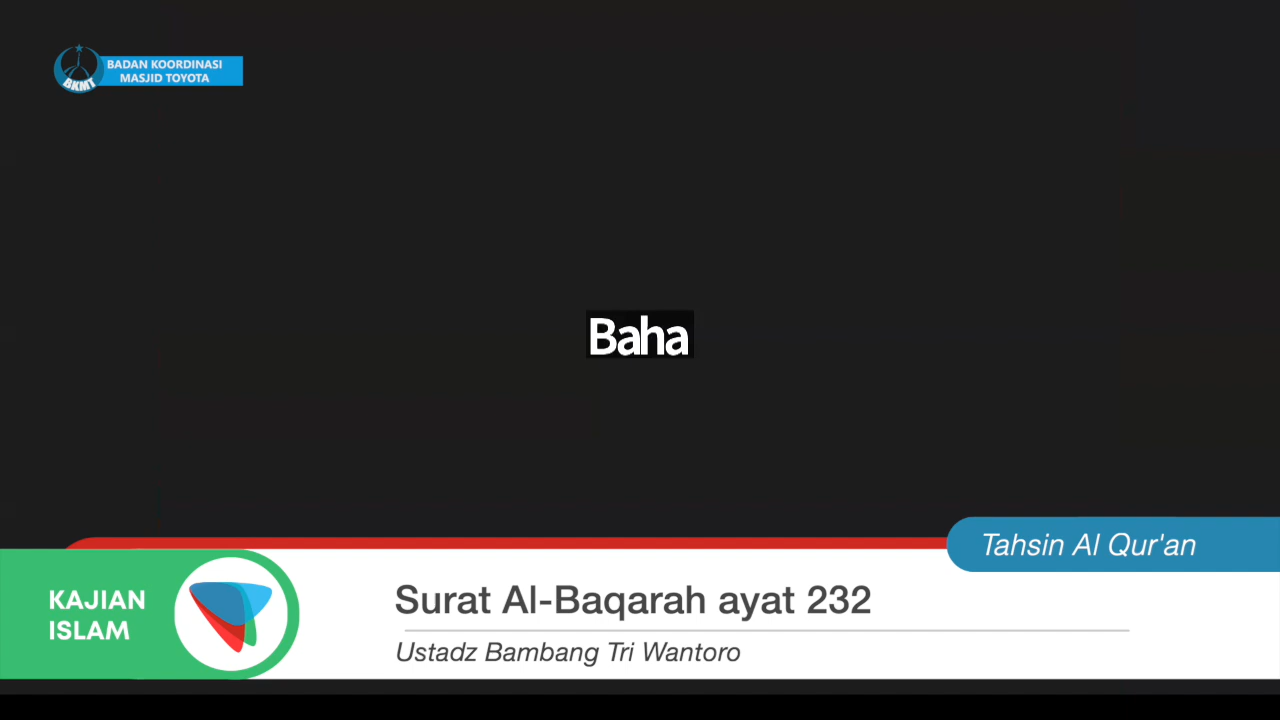 BADAN KOORDINASI
MASJID TOYOTA
BKMT
Baha
Tahsin Al Qur'an
KAJIAN
ISLAM
Surat Al-Baqarah ayat 232
Ustadz Bambang Tri Wantoro